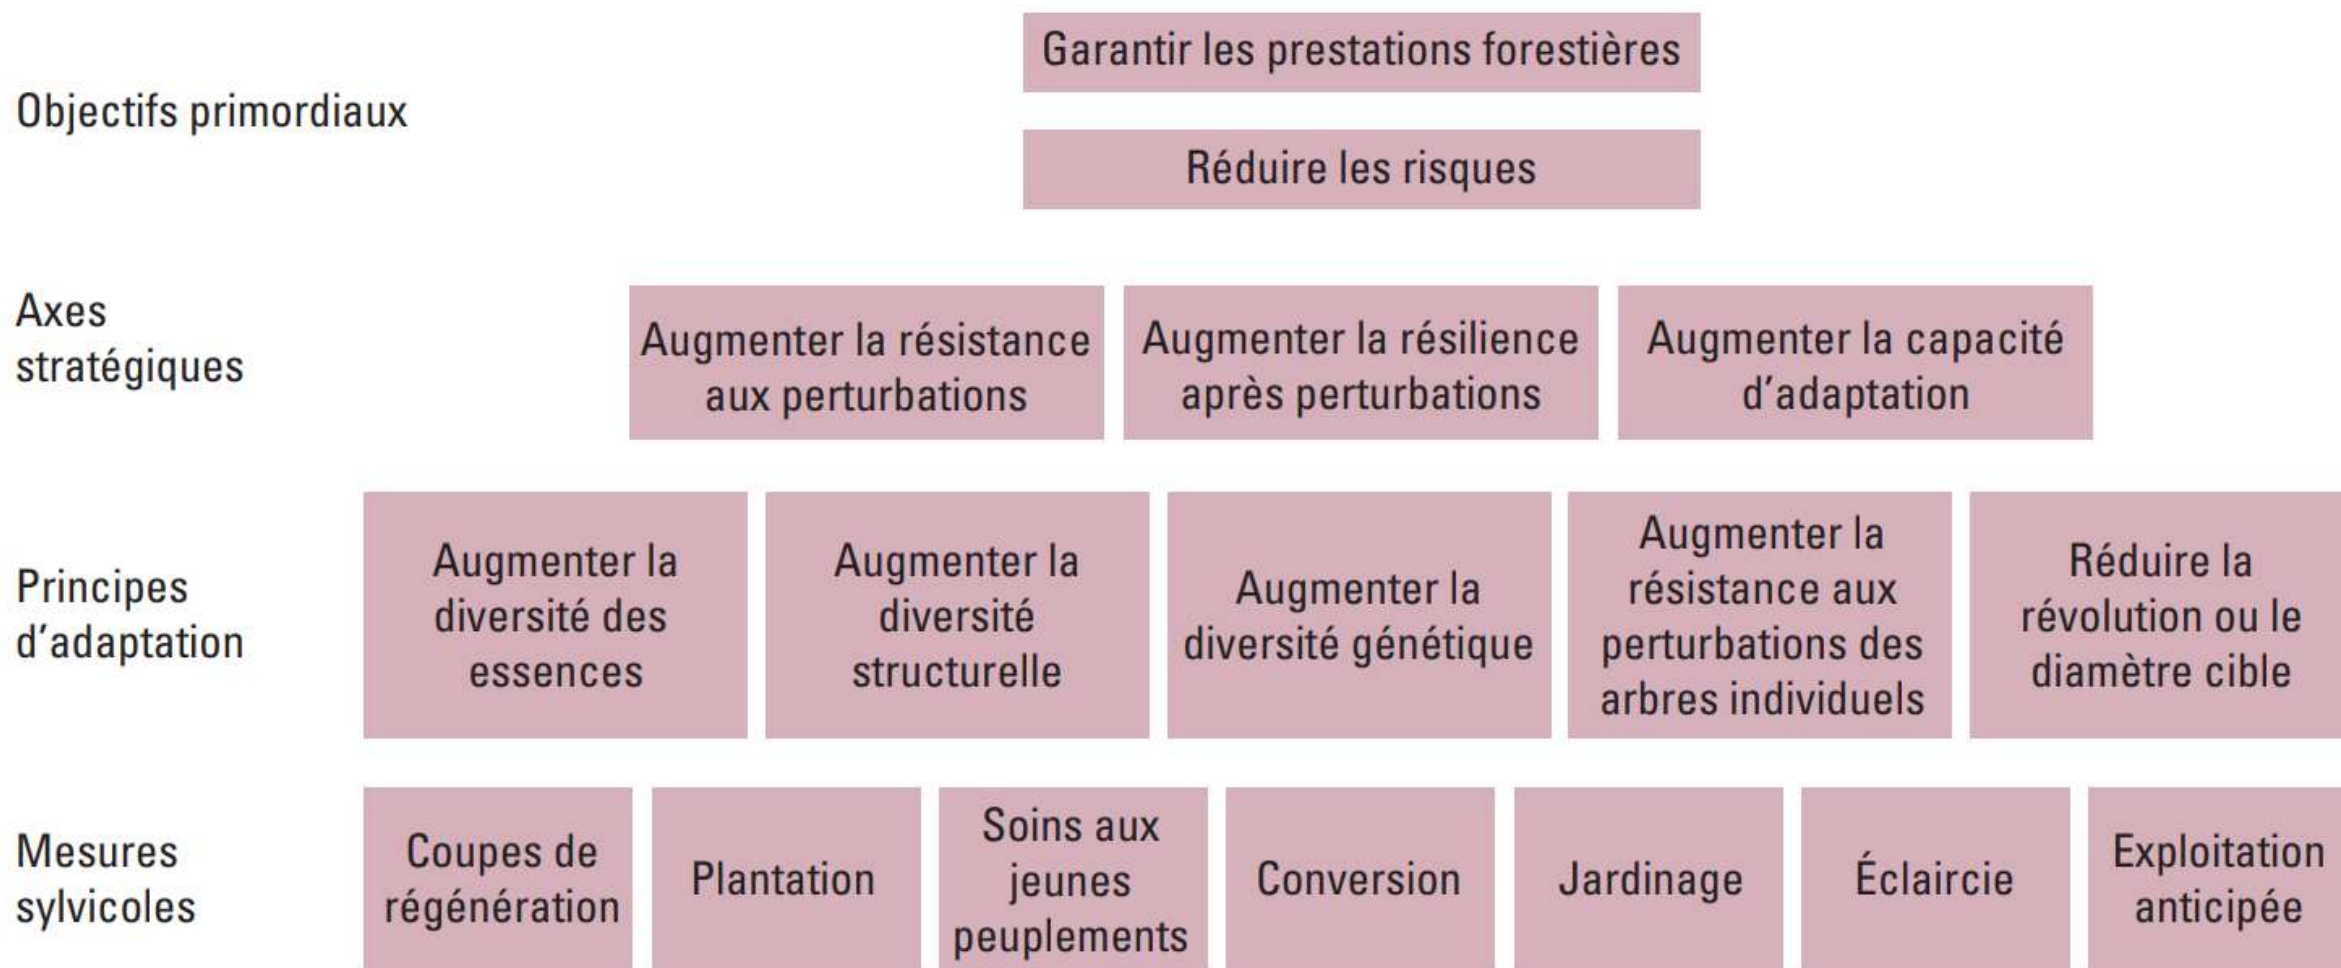 Objectifs primordiaux
Garantir les prestations forestières
Réduire les risques
Axes
stratégiques
Augmenter la résistance
aux perturbations
Augmenter la résilience
après perturbations
Augmenter la capacité
d’adaptation
Principes
d’adaptation
Augmenter la
diversité des
essences
Augmenter la
diversité
structurelle
Augmenter la
diversité génétique
Augmenter la
résistance aux
perturbations des
arbres individuels
Réduire la
révolution ou le
diamètre cible
Mesures
sylvicoles
Coupes de
régénération
Plantation
Soins aux
jeunes
peuplements
Conversion
Jardinage
Éclaircie
Exploitation
anticipée